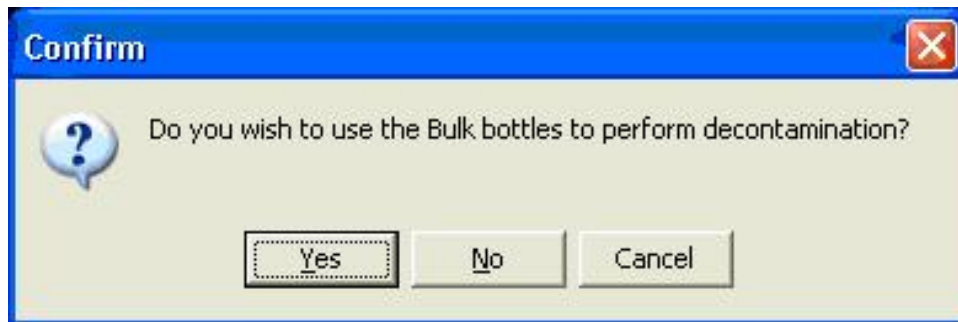 Confirm
Do you wish to use the Bulk bottles to perform decontamination?
Yes
No
Cancel